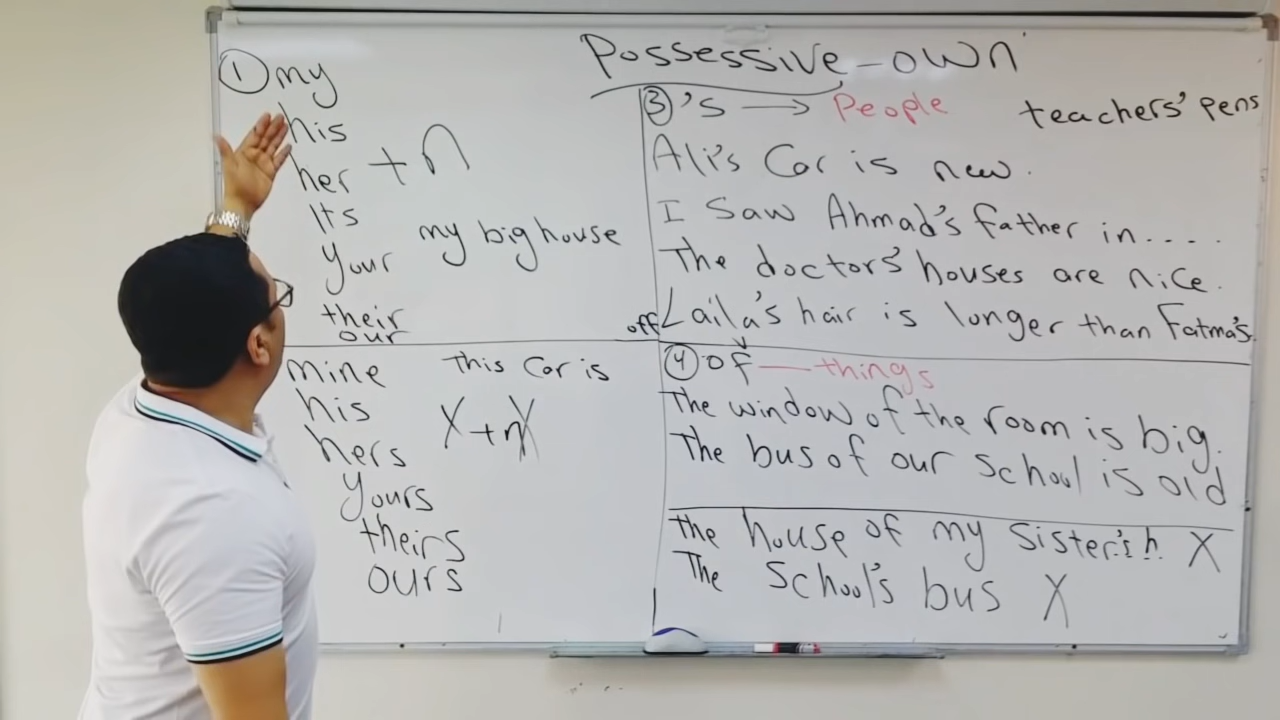 Possessive - own
① my
his
her + n
Its
your my big house
their
our
mine This Car is
his
hers X + n X
yours
theirs
ours
③ 's → People teachers' pens
Ali's Car is new.
I Saw Ahmad's father in.....
The doctors' houses are nice.
Laila's hair is longer than Fatma's.
off
④ of — things
The window of the room is big.
The bus of our School is old
The house of my Sister's h X
The School's bus X